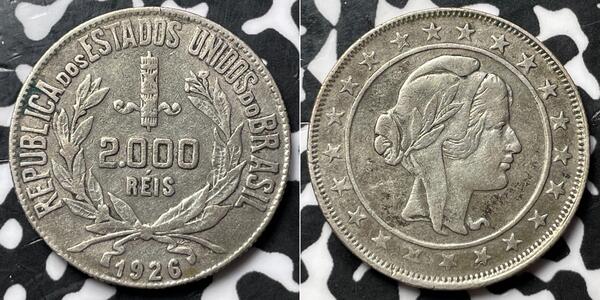 REPUBLICA DOS ESTADOS UNIDOS DO BRASIL
2.000
RÉIS
1926